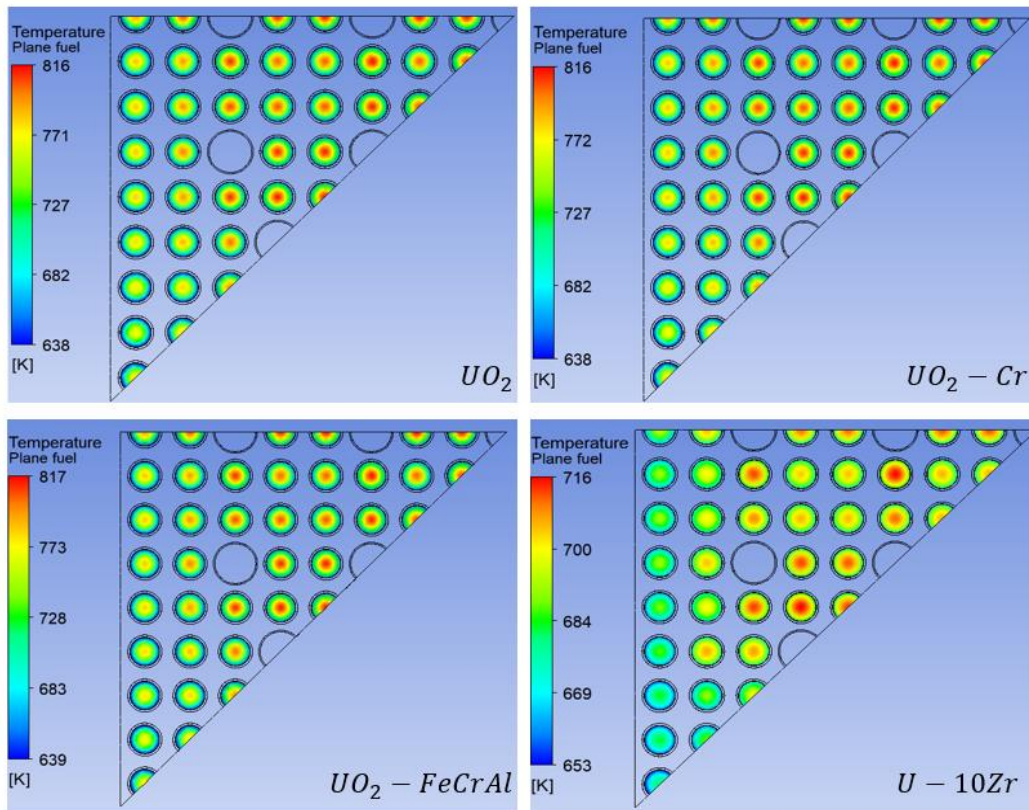 Temperature
Plane fuel
816
771
727
682
638
[K]
UO₂
Temperature
Plane fuel
816
772
727
682
638
[K]
UO₂ − Cr
Temperature
Plane fuel
817
773
728
683
639
[K]
UO₂ − FeCrAl
Temperature
Plane fuel
716
700
684
669
653
[K]
U − 10Zr